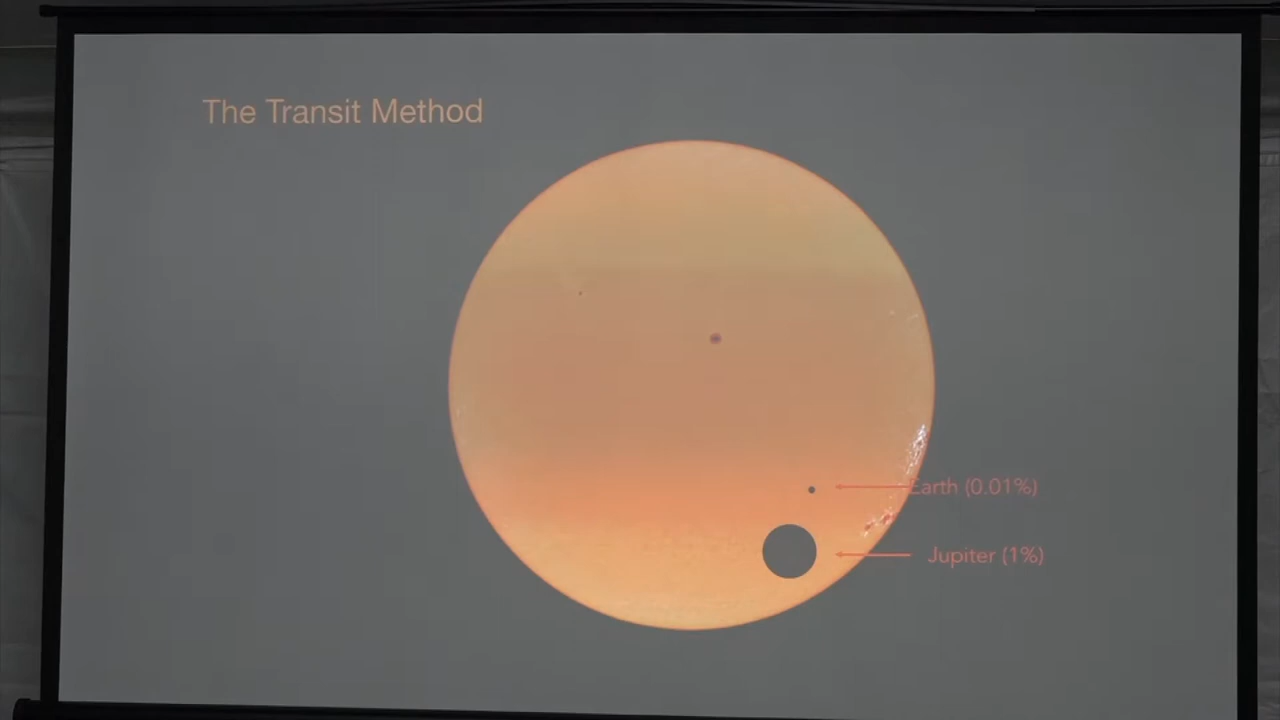 The Transit Method
Earth (0.01%)
Jupiter (1%)